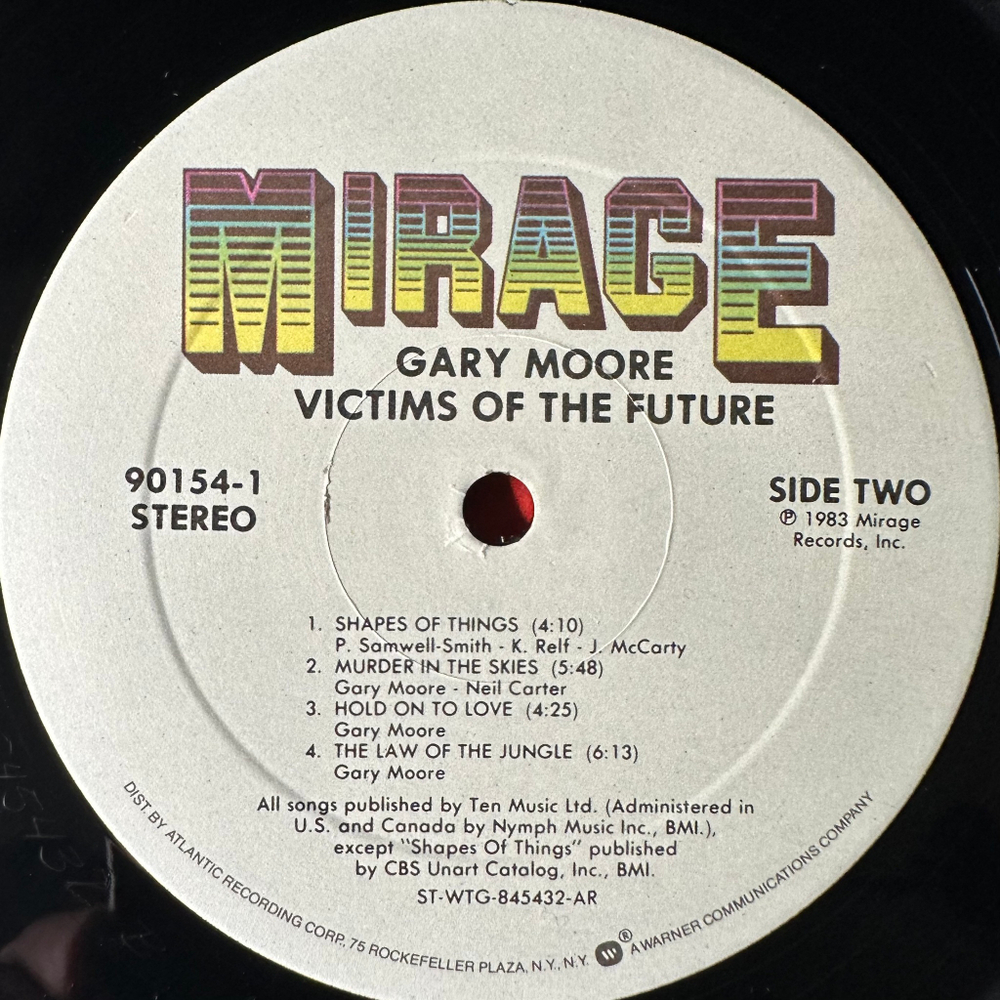 MIRAGE
GARY MOORE
VICTIMS OF THE FUTURE
90154-1
STEREO
SIDE TWO
℗ 1983 Mirage
Records, Inc.
1. SHAPES OF THINGS (4:10)
P. Samwell-Smith - K. Relf - J. McCarty
2. MURDER IN THE SKIES (5:48)
Gary Moore - Neil Carter
3. HOLD ON TO LOVE (4:25)
Gary Moore
4. THE LAW OF THE JUNGLE (6:13)
Gary Moore
All songs published by Ten Music Ltd. (Administered in
U.S. and Canada by Nymph Music Inc., BMI.),
except "Shapes Of Things" published
by CBS Unart Catalog, Inc., BMI.
ST-WTG-845432-AR
DIST. BY ATLANTIC RECORDING CORP., 75 ROCKEFELLER PLAZA, N.Y., N.Y. W ® A WARNER COMMUNICATIONS COMPANY